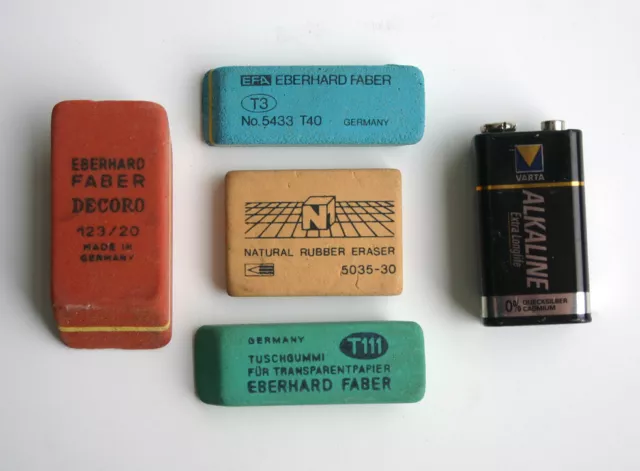 EBERHARD
FABER
DECORO
123/20
MADE IN
GERMANY
EFA EBERHARD FABER
T3
No.5433 T40 GERMANY
N
NATURAL RUBBER ERASER
5035-30
GERMANY
T111
TUSCHGUMMI
FÜR TRANSPARENTPAPIER
EBERHARD FABER
VARTA
ALKALINE
Extra Longlife
0% QUECKSILBER
CADMIUM